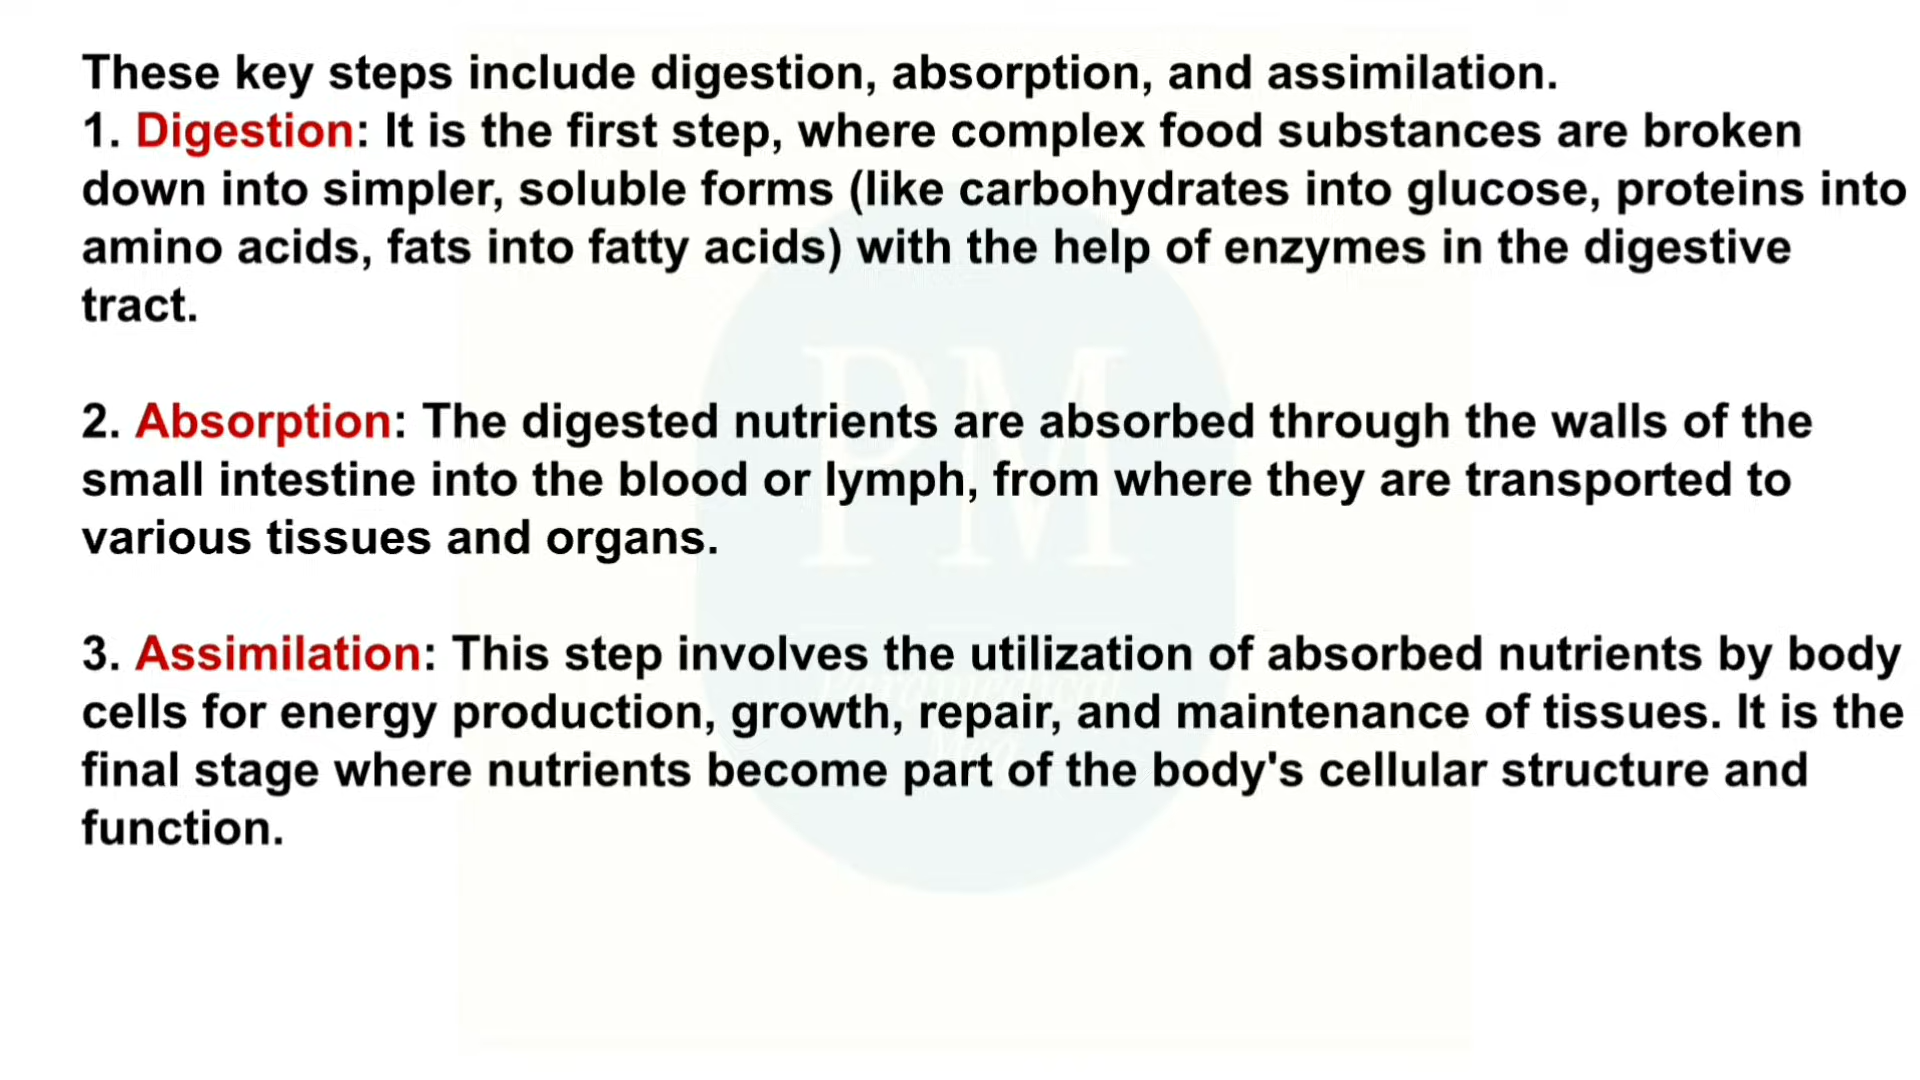 These key steps include digestion, absorption, and assimilation.
1. Digestion: It is the first step, where complex food substances are broken
down into simpler, soluble forms (like carbohydrates into glucose, proteins into
amino acids, fats into fatty acids) with the help of enzymes in the digestive
tract.
2. Absorption: The digested nutrients are absorbed through the walls of the
small intestine into the blood or lymph, from where they are transported to
various tissues and organs.
3. Assimilation: This step involves the utilization of absorbed nutrients by body
cells for energy production, growth, repair, and maintenance of tissues. It is the
final stage where nutrients become part of the body's cellular structure and
function.
PM